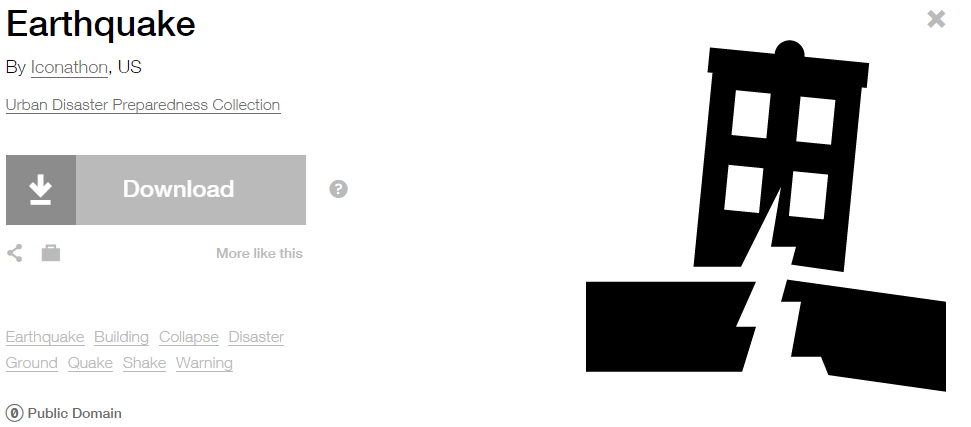 Earthquake
By Iconathon, US
Urban Disaster Preparedness Collection
Download
?
More like this
Earthquake Building Collapse Disaster
Ground Quake Shake Warning
0 Public Domain